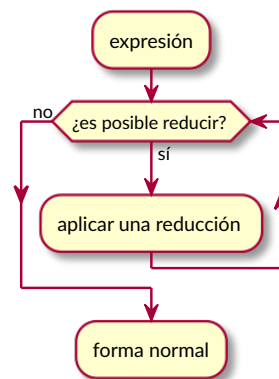 expresión
no
¿es posible reducir?
sí
aplicar una reducción
forma normal